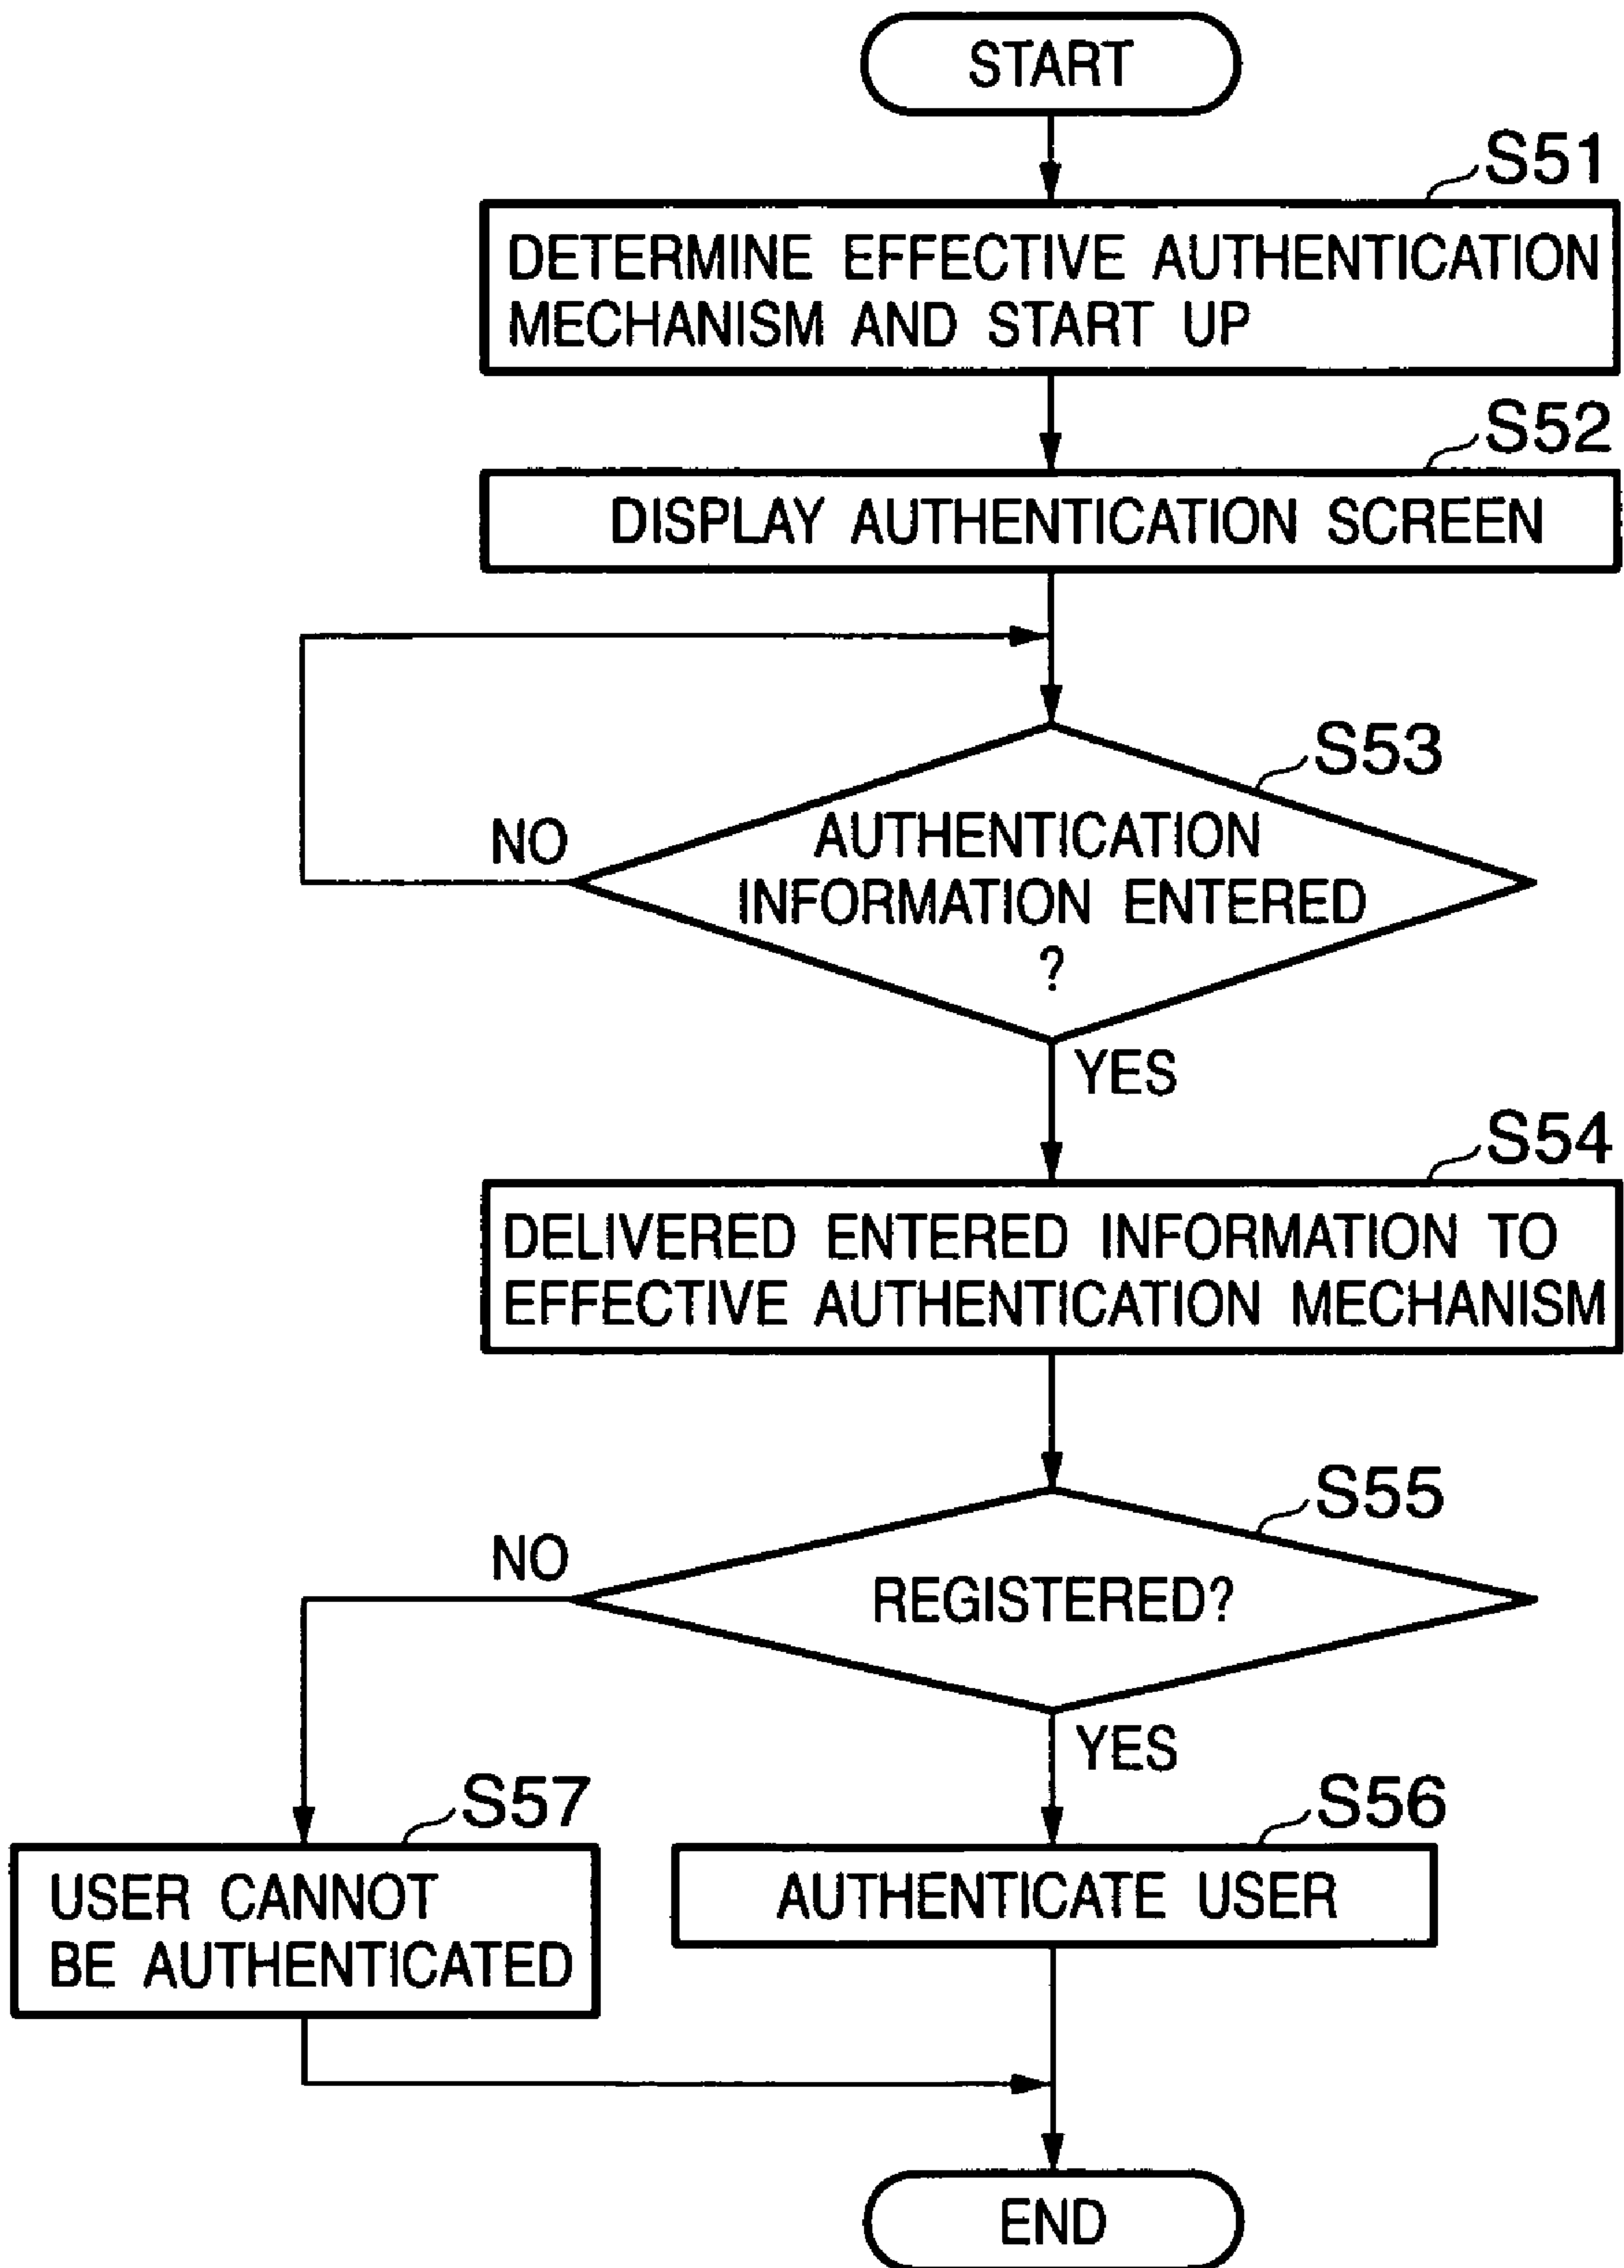 START
S51
DETERMINE EFFECTIVE AUTHENTICATION
MECHANISM AND START UP
S52
DISPLAY AUTHENTICATION SCREEN
S53
AUTHENTICATION
INFORMATION ENTERED
?
NO
YES
S54
DELIVERED ENTERED INFORMATION TO
EFFECTIVE AUTHENTICATION MECHANISM
S55
REGISTERED?
NO
YES
S57
USER CANNOT
BE AUTHENTICATED
S56
AUTHENTICATE USER
END